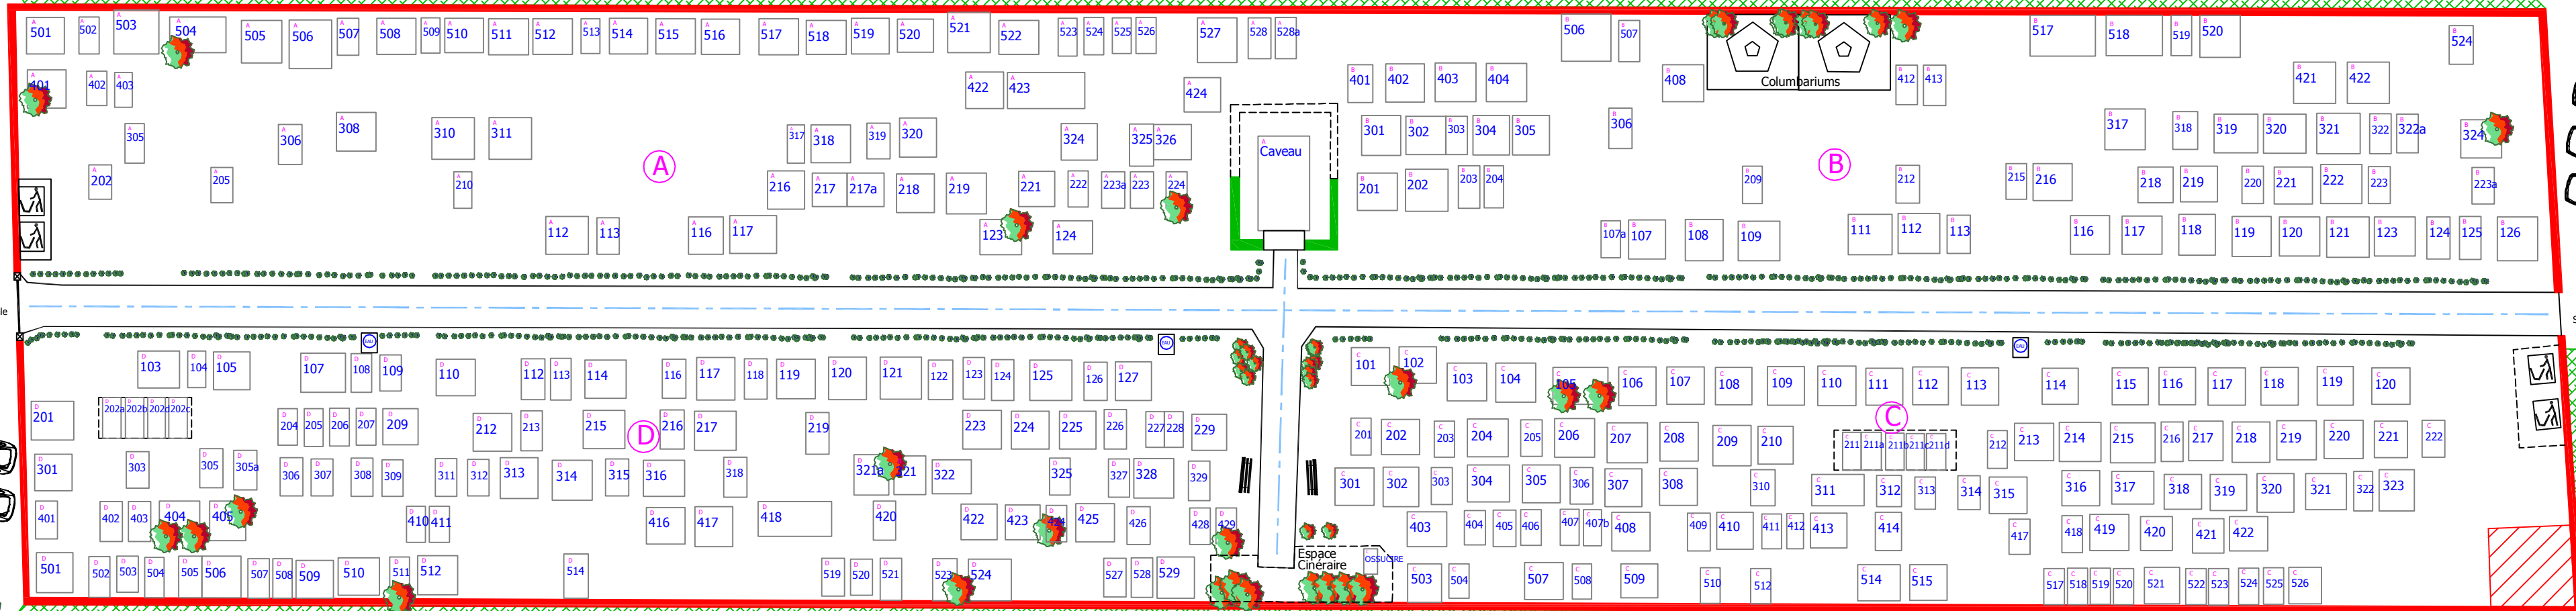 501 502 503 504 505 506 507 508 509 510 511 512 513 514 515 516 517 518 519 520 521 522 523 524 525 526 527 528 528a
506 507 517 518 519 520 524
401 402 403 422 423 424
401 402 403 404 408 Columbariums 412 413 421 422
305 306 308 310 311 317 318 319 320 324 325 326
Caveau
301 302 303 304 305 306 317 318 319 320 321 322 322a 324
A
B
202 205 210 216 217 217a 218 219 221 222 223a 223 224
201 202 203 204 209 212 215 216 218 219 220 221 222 223 223a
112 113 116 117 123 124
107a 107 108 109 111 112 113 116 117 118 119 120 121 123 124 125 126
le
EAU EAU EAU
103 104 105 107 108 109 110 112 113 114 116 117 118 119 120 121 122 123 124 125 126 127
101 102 103 104 105 106 107 108 109 110 111 112 113 114 115 116 117 118 119 120
201 202a 202b 202d 202c 204 205 206 207 209 212 213 215 216 217 219 223 224 225 226 227 228 229
D
C
201 202 203 204 205 206 207 208 209 210 211 211a 211b 211c 211d 212 213 214 215 216 217 218 219 220 221 222
301 303 305 305a 306 307 308 309 311 312 313 314 315 316 318 321a 321 322 325 327 328 329
301 302 303 304 305 306 307 308 310 311 312 313 314 315 316 317 318 319 320 321 322 323
401 402 403 404 405 410 411 416 417 418 420 422 423 424 425 426 428 429
403 404 405 406 407 407b 408 409 410 411 412 413 414 417 418 419 420 421 422
501 502 503 504 505 506 507 508 509 510 511 512 514 519 520 521 523 524 527 528 529
Espace
Cinéraire
OSSUAIRE
503 504 507 508 509 510 512 514 515 517 518 519 520 521 522 523 524 525 526